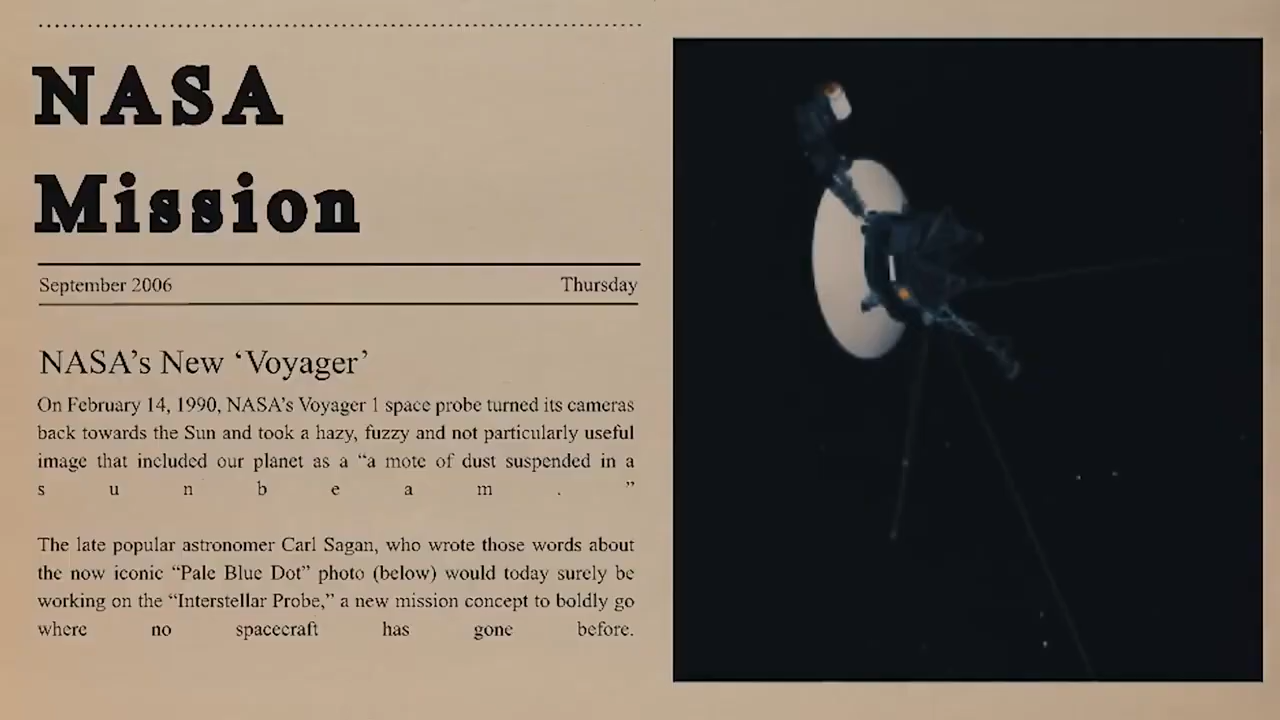 NASA
Mission
September 2006 Thursday
NASA's New ‘Voyager’
On February 14, 1990, NASA's Voyager 1 space probe turned its cameras
back towards the Sun and took a hazy, fuzzy and not particularly useful
image that included our planet as a “a mote of dust suspended in a
s u n b e a m . ”
The late popular astronomer Carl Sagan, who wrote those words about
the now iconic “Pale Blue Dot” photo (below) would today surely be
working on the “Interstellar Probe,” a new mission concept to boldly go
where no spacecraft has gone before.